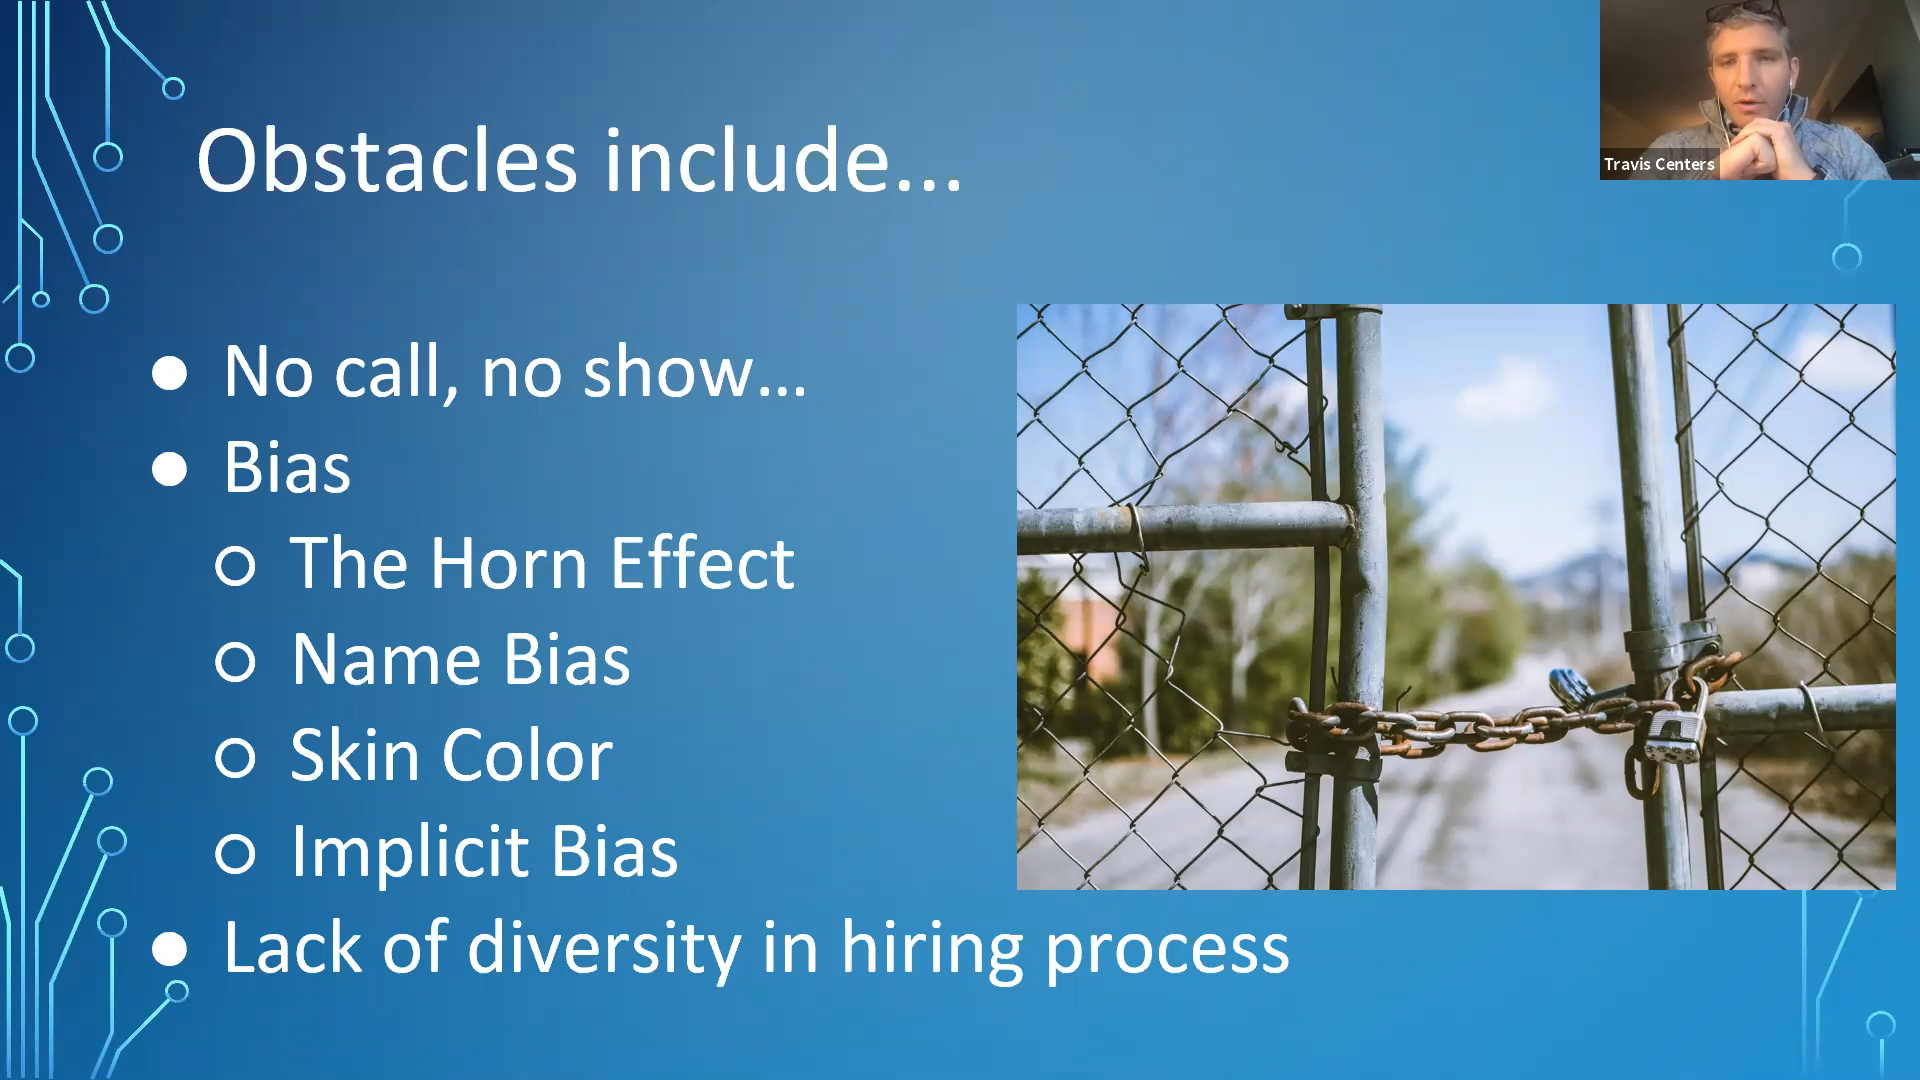 Travis Centers
Obstacles include...
● No call, no show...
● Bias
○ The Horn Effect
○ Name Bias
○ Skin Color
○ Implicit Bias
● Lack of diversity in hiring process